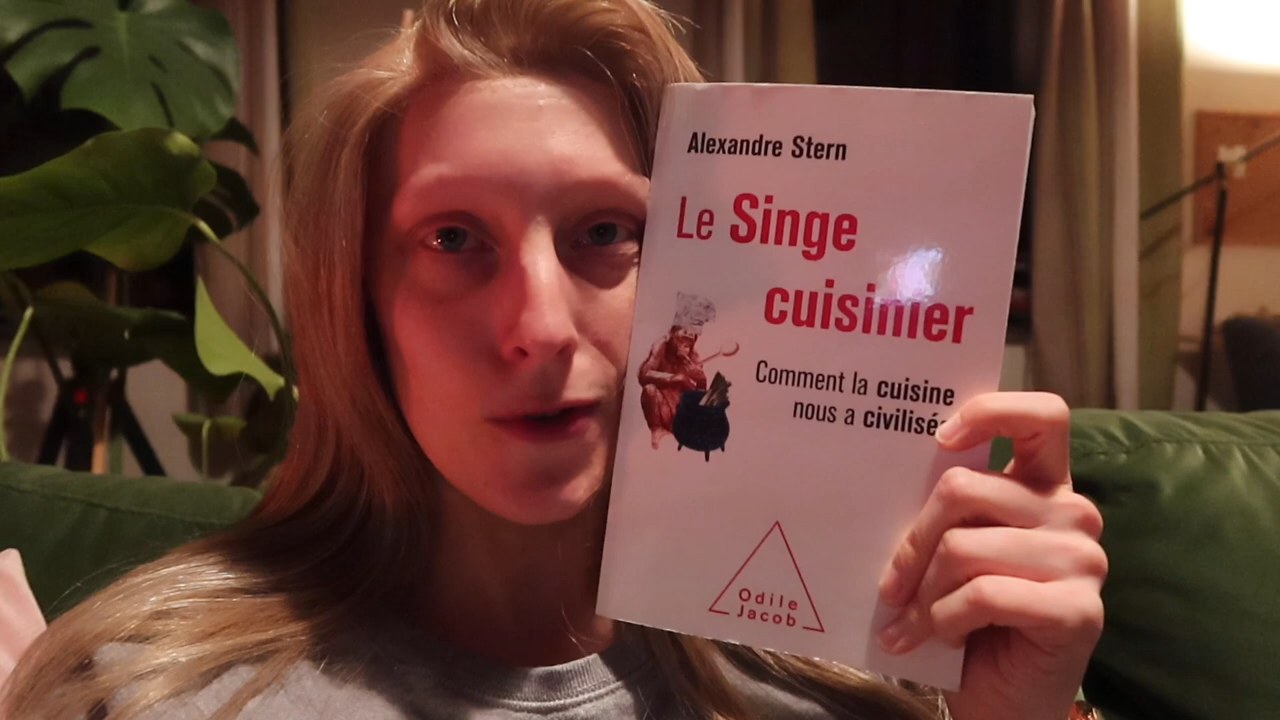 Alexandre Stern
Le Singe
cuisinier
Comment la cuisine
nous a civilisés
Odile
Jacob